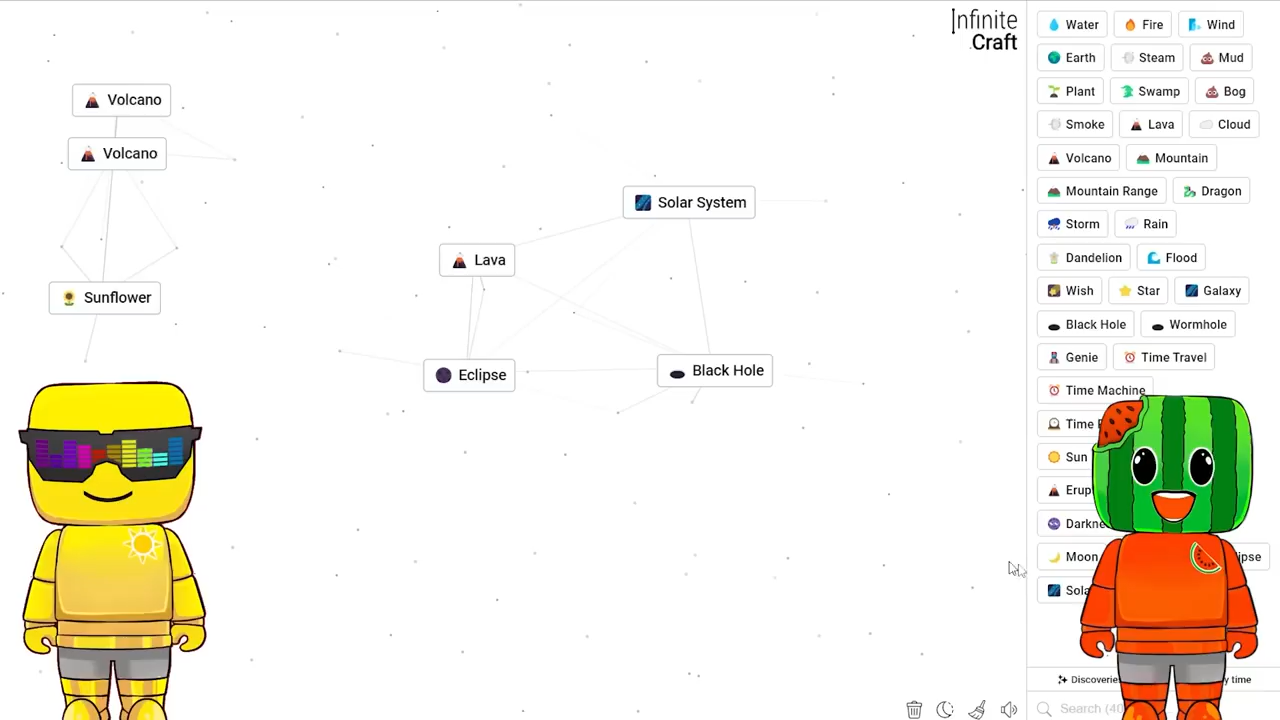 Infinite
Craft
Volcano
Volcano
Sunflower
Solar System
Lava
Eclipse
Black Hole
Water Fire Wind
Earth Steam Mud
Plant Swamp Bog
Smoke Lava Cloud
Volcano Mountain
Mountain Range Dragon
Storm Rain
Dandelion Flood
Wish Star Galaxy
Black Hole Wormhole
Genie Time Travel
Time Machine
Time
Sun
Moon
Search